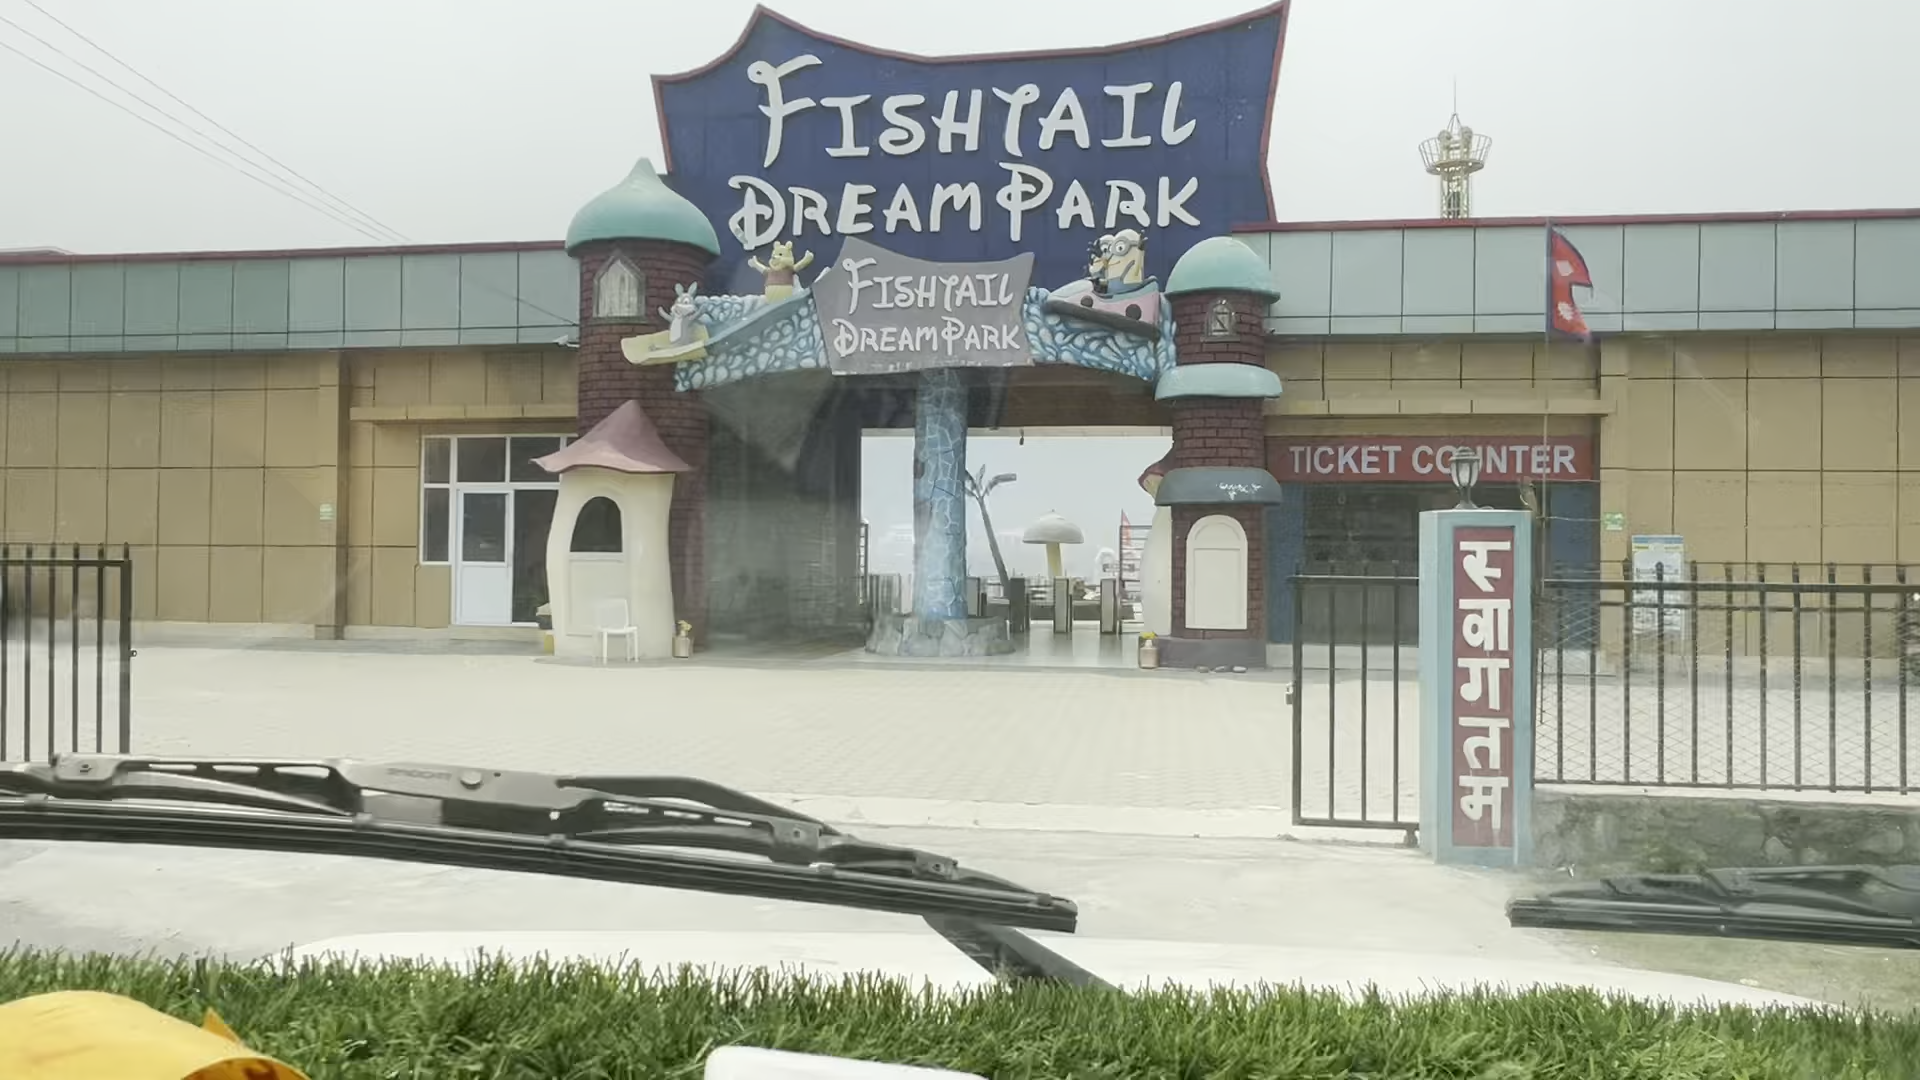 FISHTAIL
DREAM PARK
FISHTAIL
DREAM PARK
TICKET COUNTER
स्वागतम